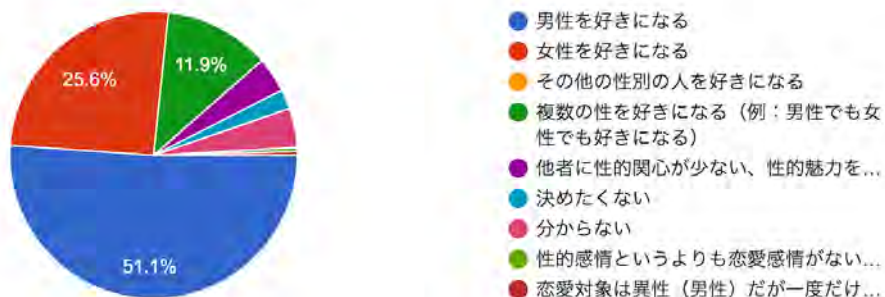 25.6%
11.9%
51.1%
男性を好きになる
女性を好きになる
その他の性別の人を好きになる
複数の性を好きになる（例：男性でも女
性でも好きになる）
他者に性的関心が少ない、性的魅力を...
決めたくない
分からない
性的感情というよりも恋愛感情がない...
恋愛対象は異性（男性）だが一度だけ...